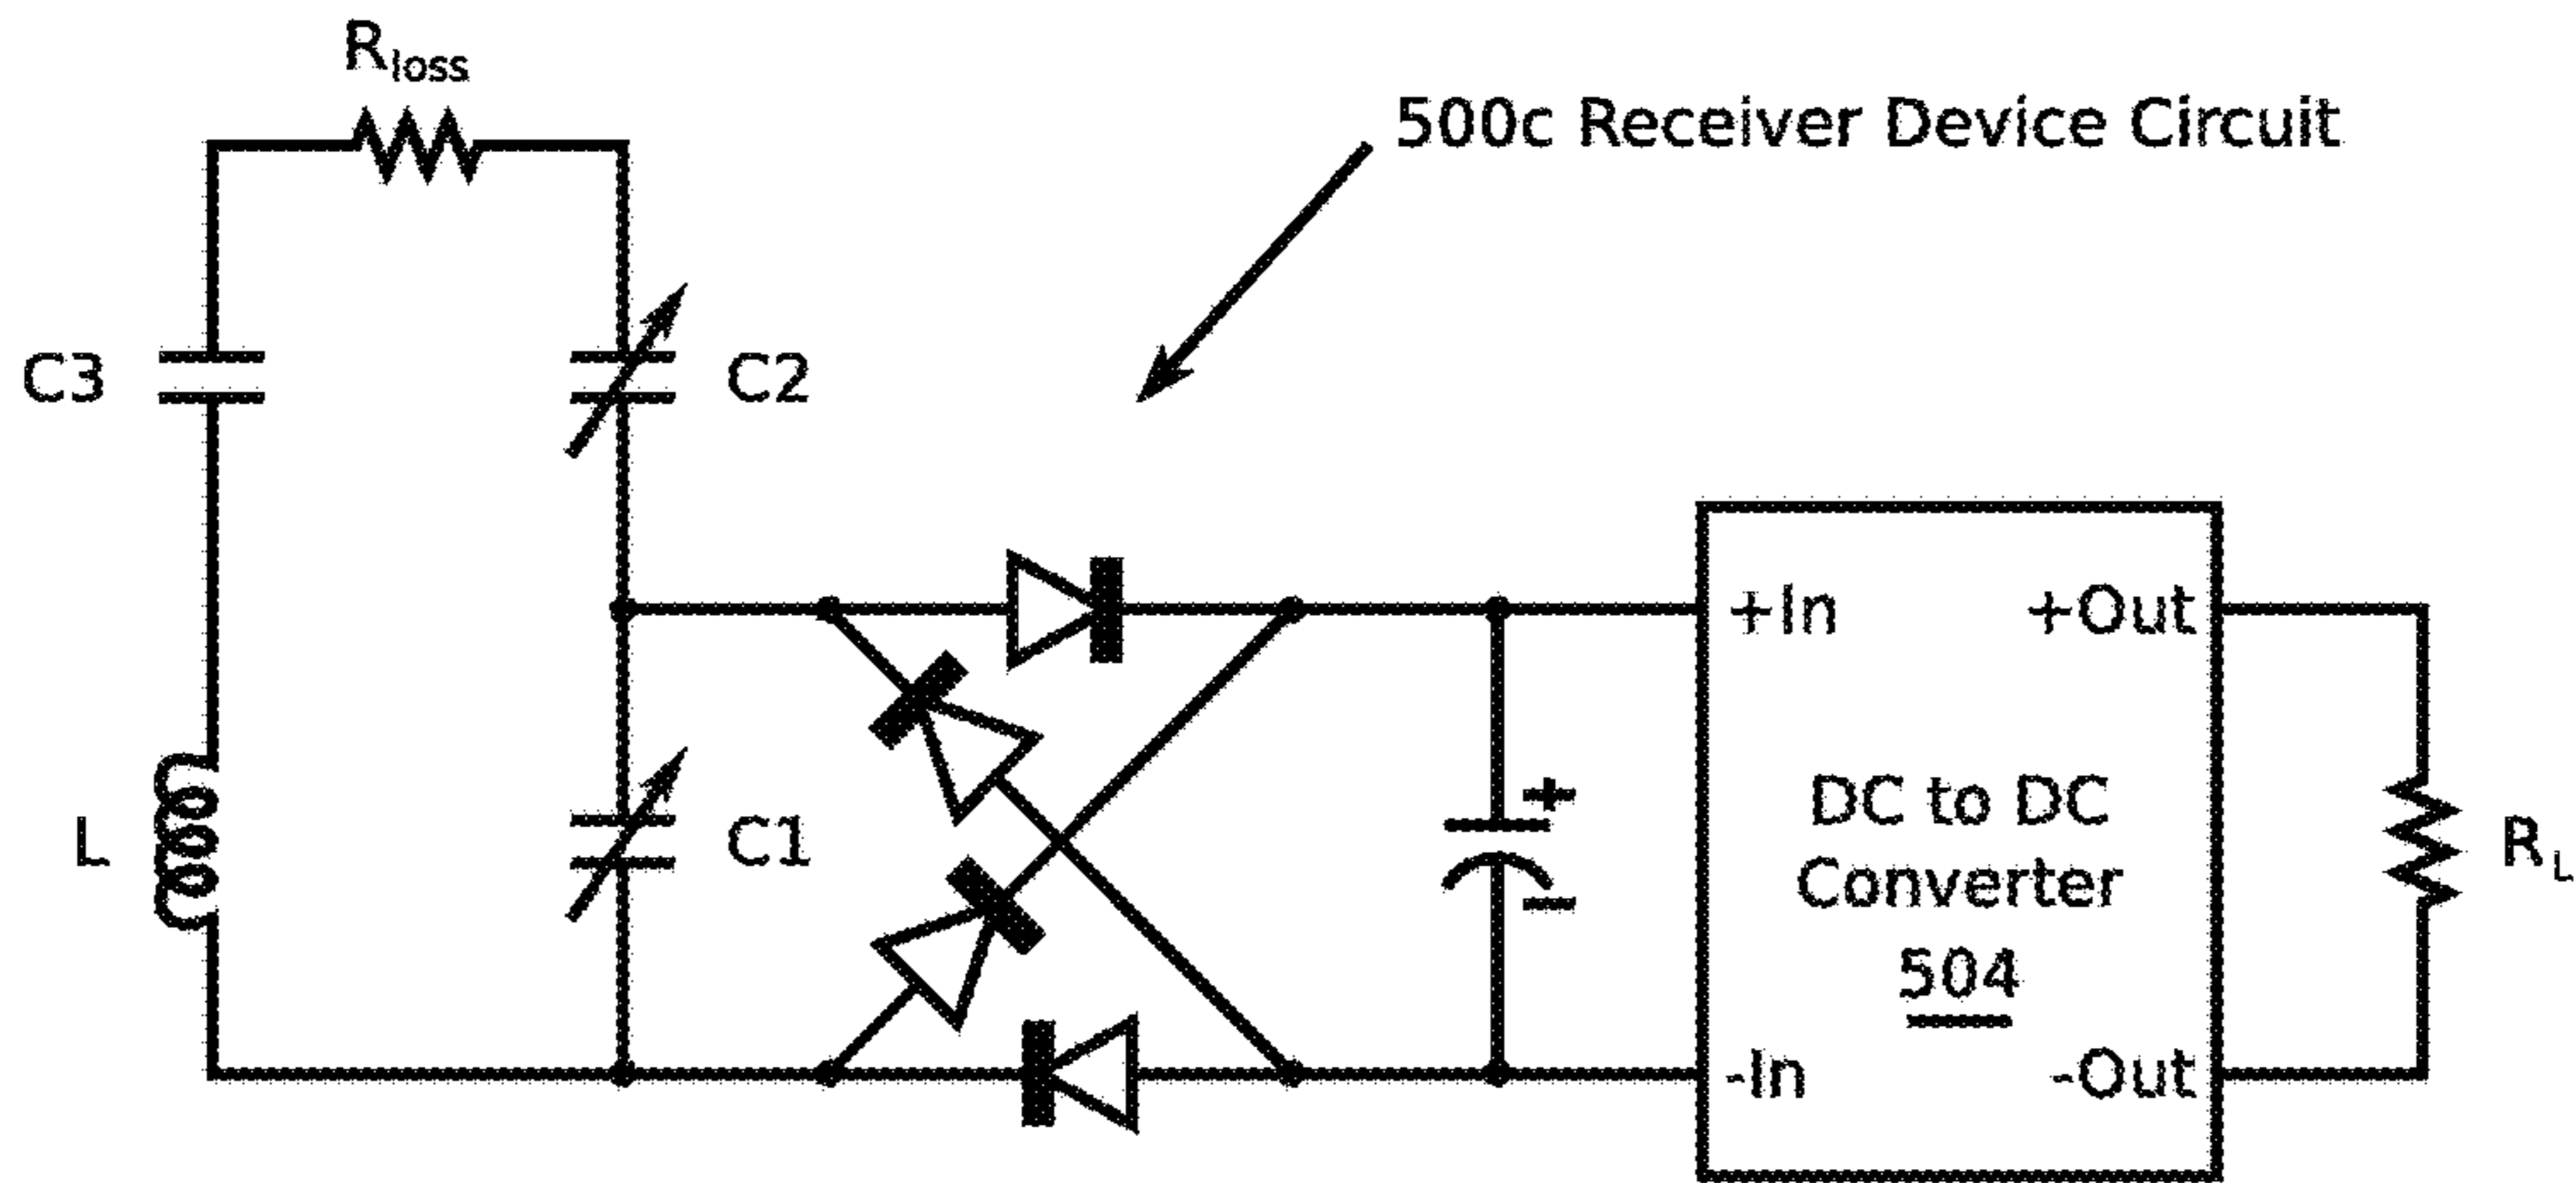 Rloss
500c Receiver Device Circuit
C3
C2
+In
+Out
L
C1
+
-
DC to DC
Converter
504
RL
-In
-Out